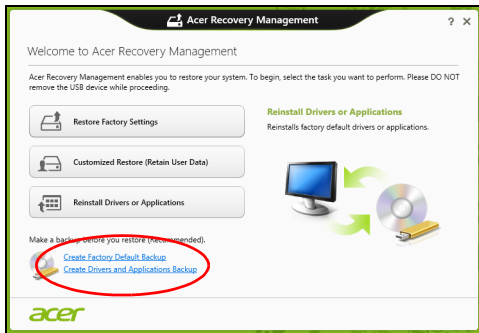 Acer Recovery Management
? ×
Welcome to Acer Recovery Management
Acer Recovery Management enables you to restore your system. To begin, select the task you want to perform. Please DO NOT
remove the USB device while proceeding.
Restore Factory Settings
Customized Restore (Retain User Data)
Reinstall Drivers or Applications
Reinstall Drivers or Applications
Reinstalls factory default drivers or applications.
Make a backup before you restore (Recommended).
Create Factory Default Backup
Create Drivers and Applications Backup
acer